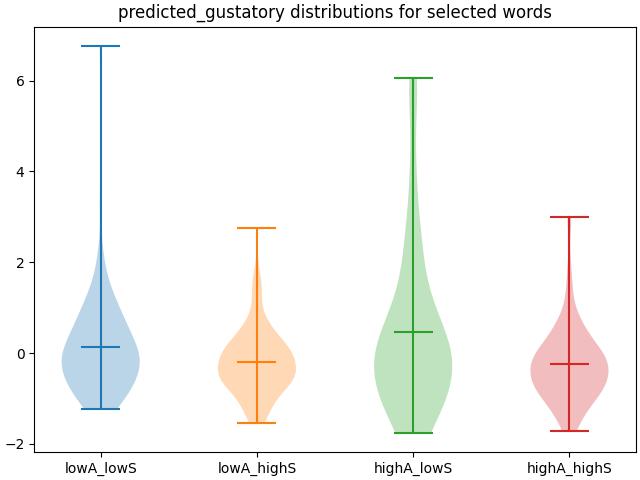 predicted_gustatory distributions for selected words
6
4
2
0
−2
lowA_lowS lowA_highS highA_lowS highA_highS